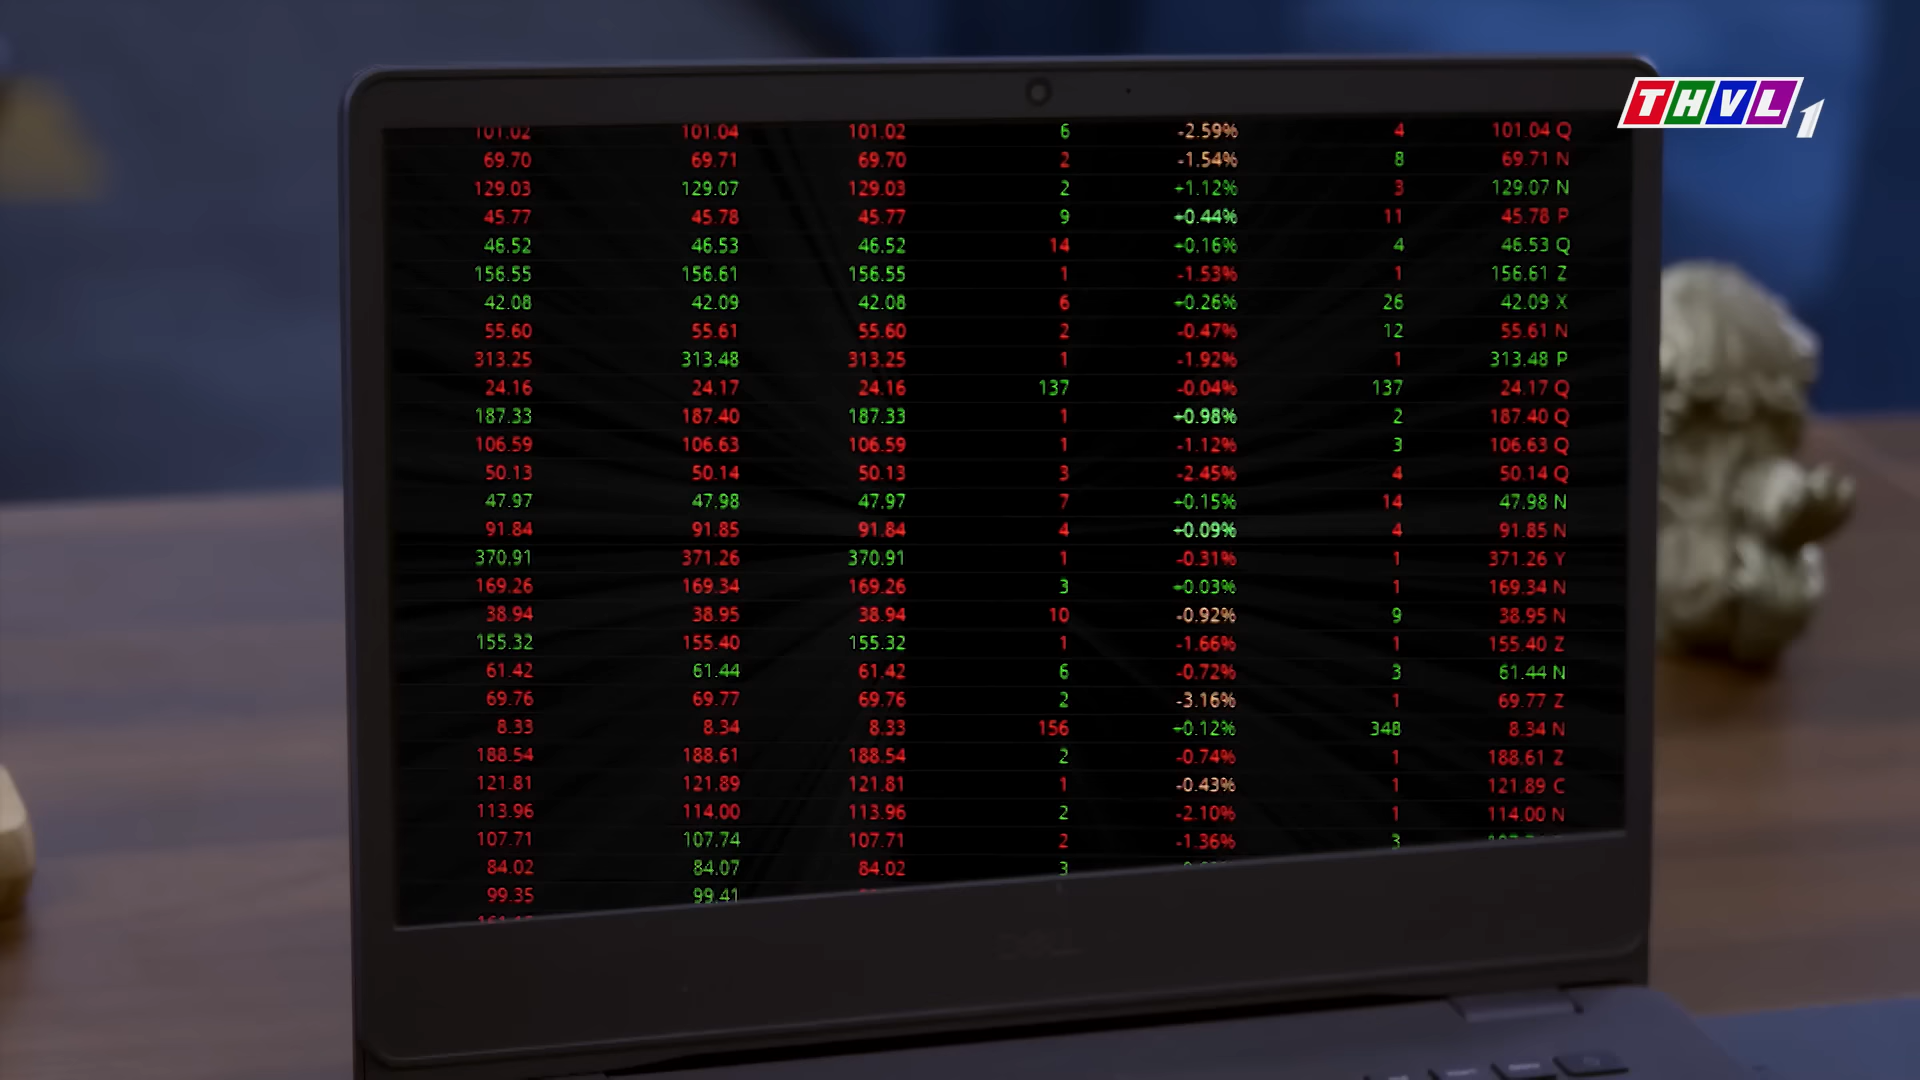 THVL 1
101.02 101.04 101.02 6 -2.59% 4 101.04 Q
69.70 69.71 69.70 2 -1.54% 8 69.71 N
129.03 129.07 129.03 2 +1.12% 3 129.07 N
45.77 45.78 45.77 9 +0.44% 11 45.78 P
46.52 46.53 46.52 14 +0.16% 4 46.53 Q
156.55 156.61 156.55 1 -1.53% 1 156.61 Z
42.08 42.09 42.08 6 +0.26% 26 42.09 X
55.60 55.61 55.60 2 -0.47% 12 55.61 N
313.25 313.48 313.25 1 -1.92% 1 313.48 P
24.16 24.17 24.16 137 -0.04% 137 24.17 Q
187.33 187.40 187.33 1 +0.98% 2 187.40 Q
106.59 106.63 106.59 1 -1.12% 3 106.63 Q
50.13 50.14 50.13 3 -2.45% 4 50.14 Q
47.97 47.98 47.97 7 +0.15% 14 47.98 N
91.84 91.85 91.84 4 +0.09% 4 91.85 N
370.91 371.26 370.91 1 -0.31% 1 371.26 Y
169.26 169.34 169.26 3 +0.03% 1 169.34 N
38.94 38.95 38.94 10 -0.92% 9 38.95 N
155.32 155.40 155.32 1 -1.66% 1 155.40 Z
61.42 61.44 61.42 6 -0.72% 3 61.44 N
69.76 69.77 69.76 2 -3.16% 1 69.77 Z
8.33 8.34 8.33 156 +0.12% 348 8.34 N
188.54 188.61 188.54 2 -0.74% 1 188.61 Z
121.81 121.89 121.81 1 -0.43% 1 121.89 C
113.96 114.00 113.96 2 -2.10% 1 114.00 N
107.71 107.74 107.71 2 -1.36% 3
84.02 84.07 84.02 3
99.35 99.41
DELL